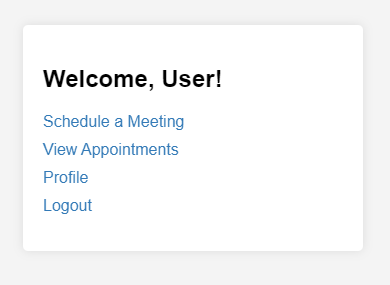 Welcome, User!
Schedule a Meeting
View Appointments
Profile
Logout